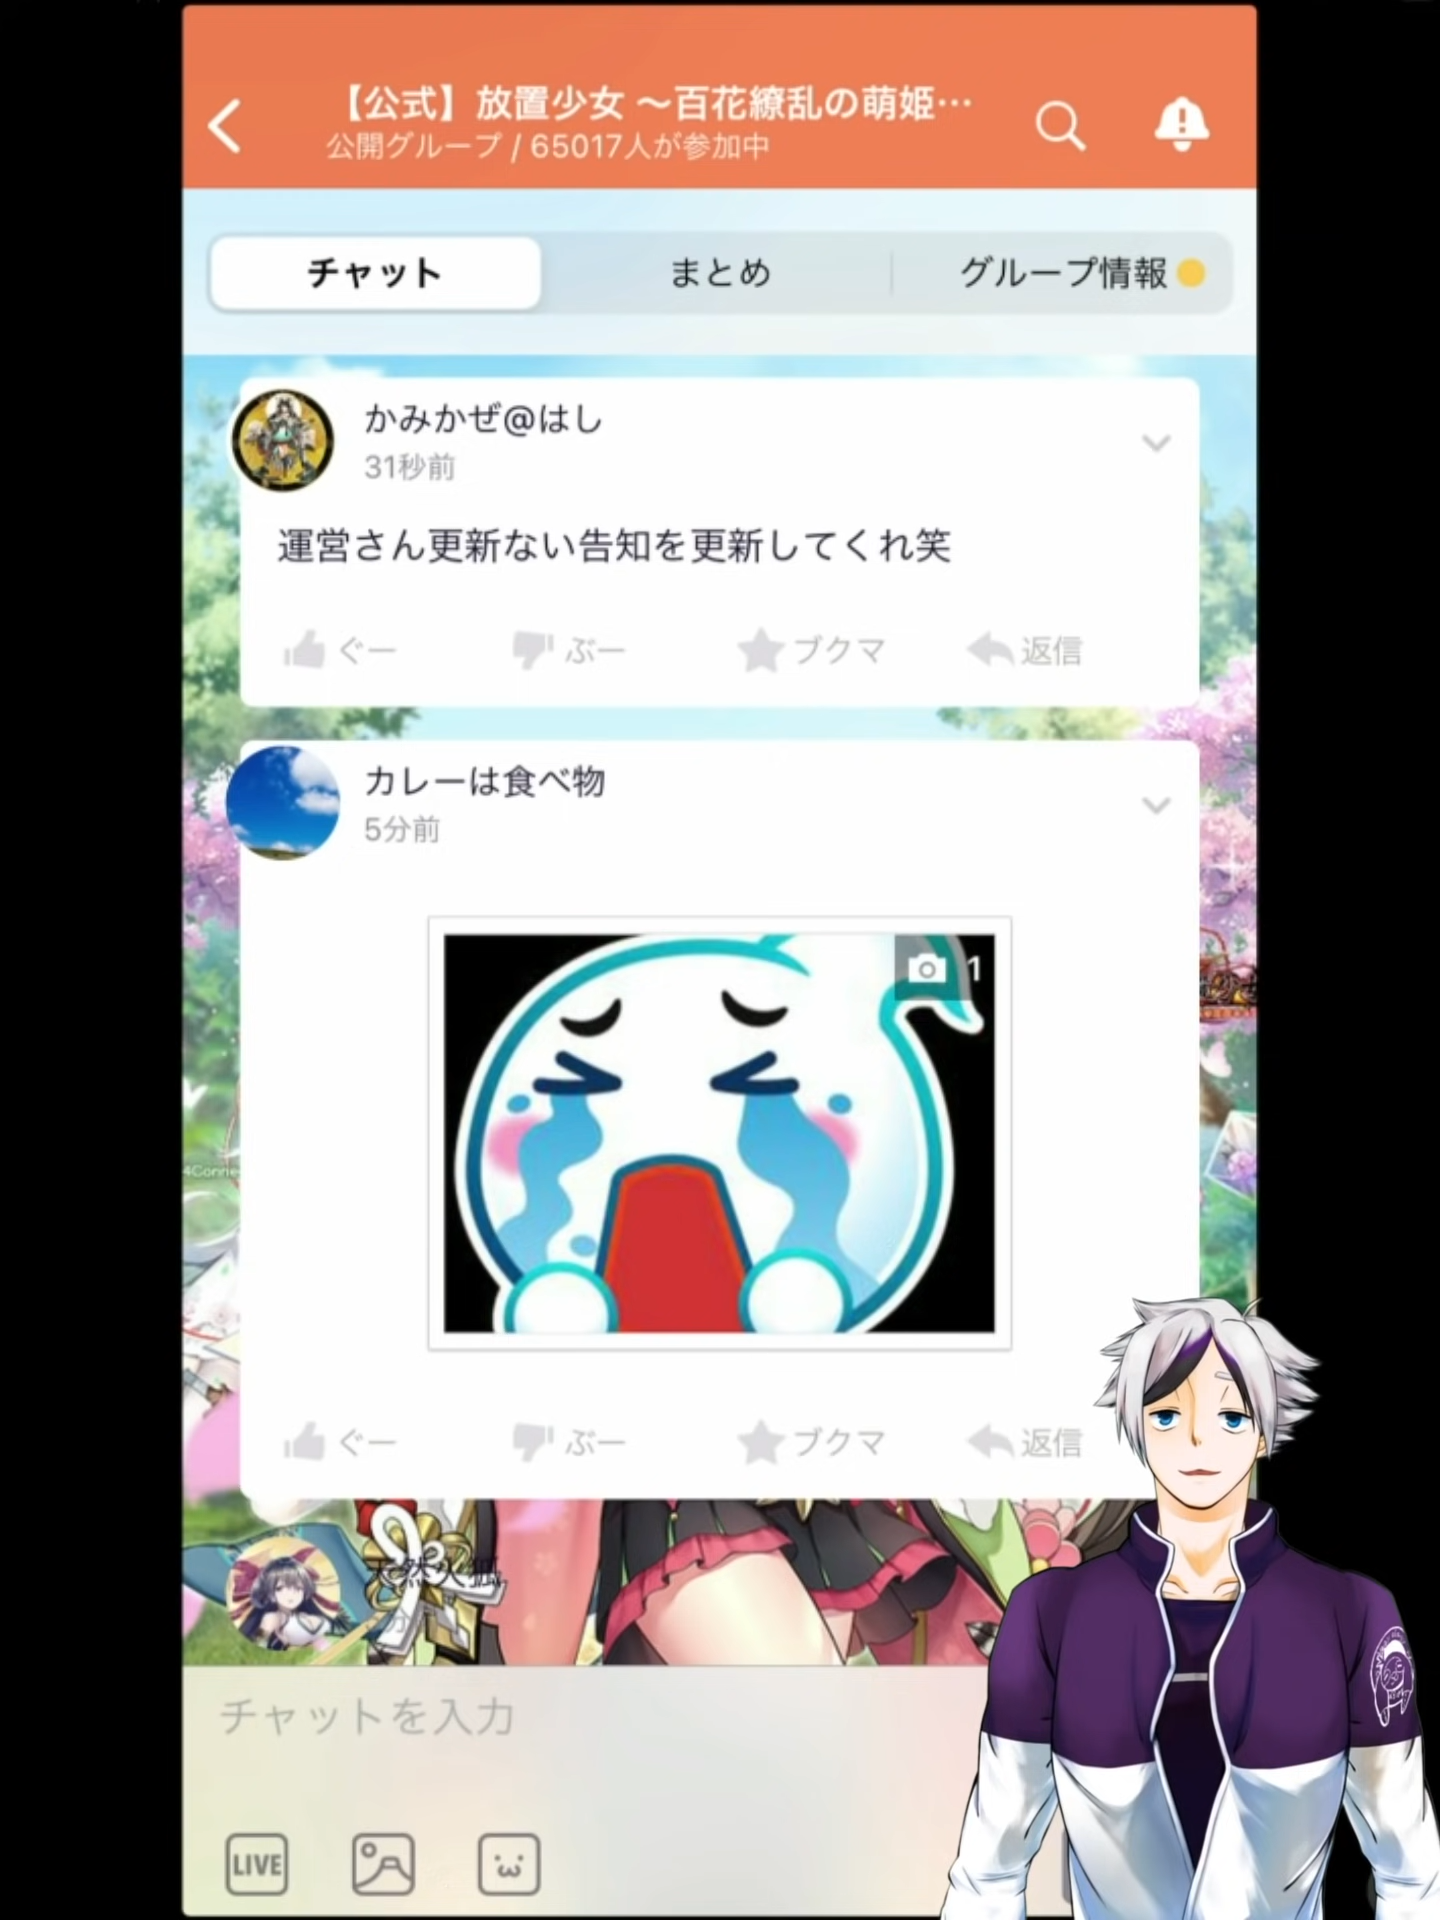 【公式】放置少女 〜百花繚乱の萌姫…
公開グループ / 65017人が参加中
チャット
まとめ
グループ情報
かみかぜ@はし
31秒前
運営さん更新ない告知を更新してくれ笑
ぐー
ぶー
ブクマ
返信
カレーは食べ物
5分前
1
4Conne
ぐー
ぶー
ブクマ
返信
天然火狐
チャットを入力
LIVE